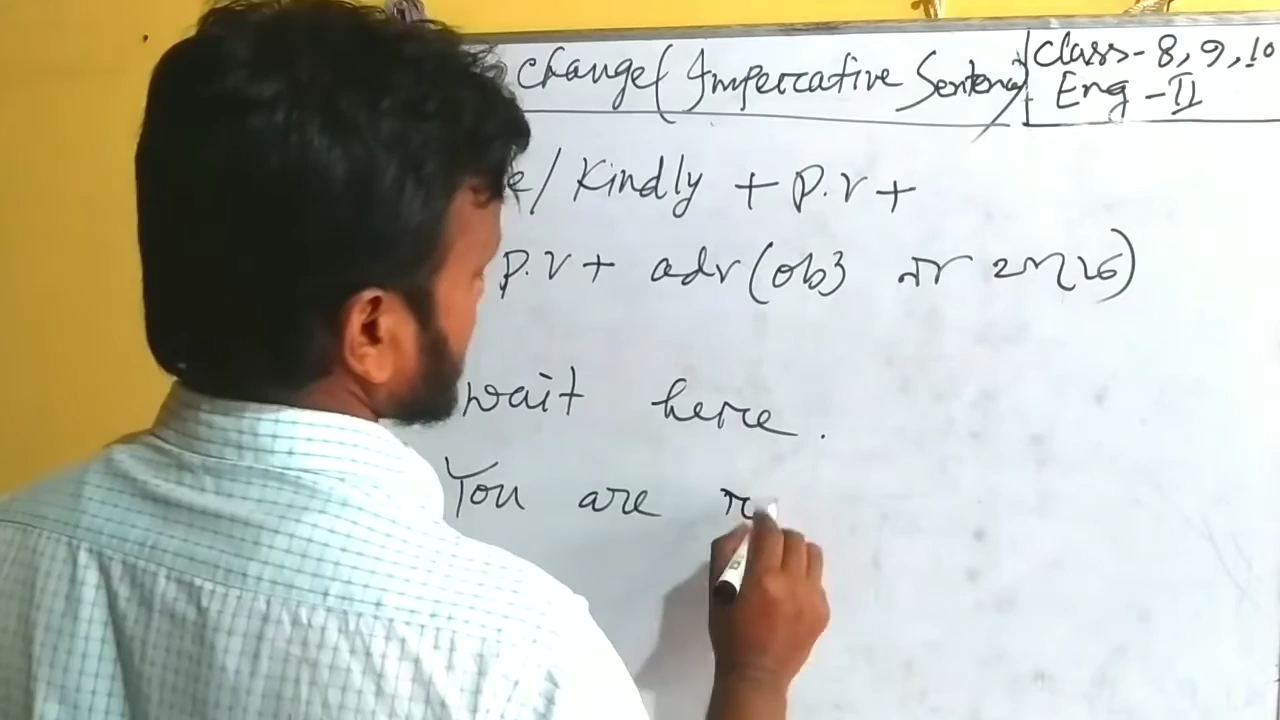 change (Imperative Sentence)
Class-8,9,10
Eng-II
e/Kindly + P.V +
P.V + adv (obj না থাকলে)
wait here.
You are r